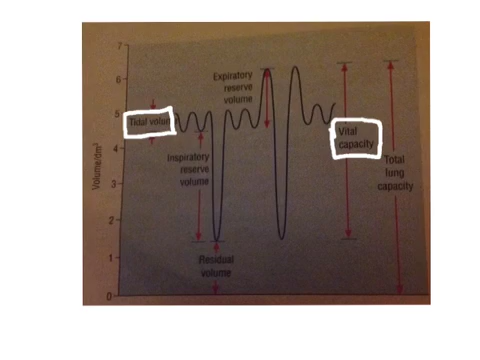 7
6
5
4
3
2
1
0
Volume/dm³
Tidal volum
Expiratory
reserve
volume
Inspiratory
reserve
volume
Residual
volume
Vital
capacity
Total
lung
capacity